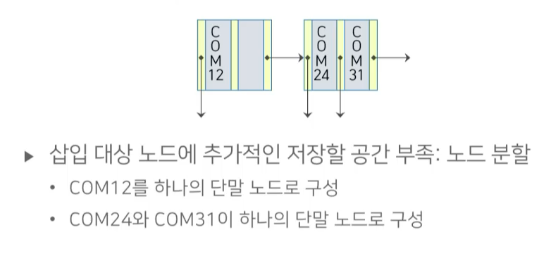 COM12
COM24
COM31
▶ 삽입 대상 노드에 추가적인 저장할 공간 부족: 노드 분할
• COM12를 하나의 단말 노드로 구성
• COM24와 COM31이 하나의 단말 노드로 구성